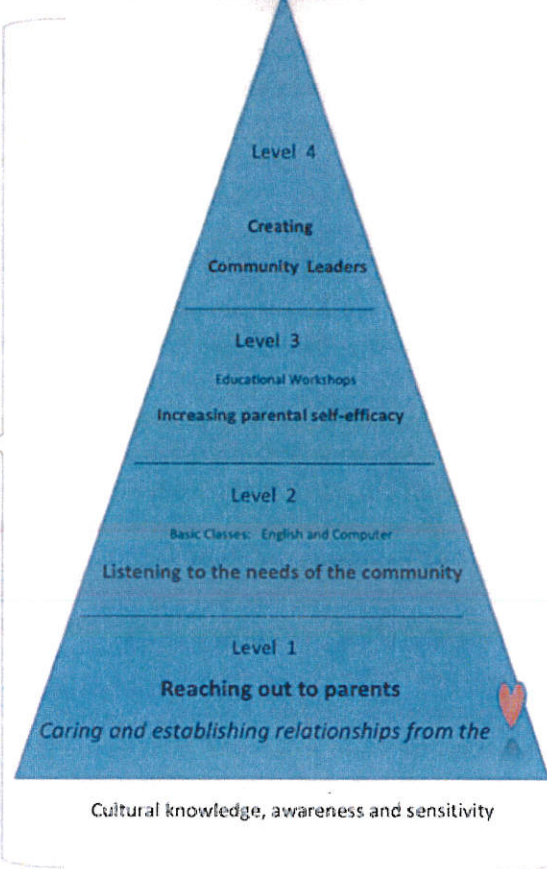 Level 4
Creating
Community Leaders
Level 3
Educational Workshops
Increasing parental self-efficacy
Level 2
Basic Classes: English and Computer
Listening to the needs of the community
Level 1
Reaching out to parents
Caring and establishing relationships from the
Cultural knowledge, awareness and sensitivity